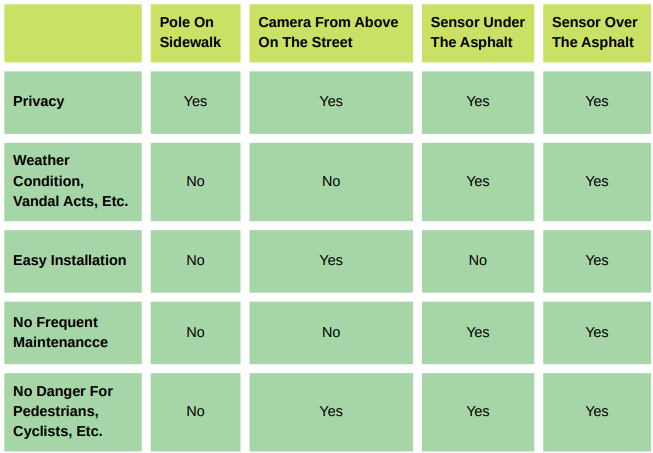 Pole On
Sidewalk
Camera From Above
On The Street
Sensor Under
The Asphalt
Sensor Over
The Asphalt
Privacy
Yes
Yes
Yes
Yes
Weather
Condition,
Vandal Acts, Etc.
No
No
Yes
Yes
Easy Installation
No
Yes
No
Yes
No Frequent
Maintenancce
No
No
Yes
Yes
No Danger For
Pedestrians,
Cyclists, Etc.
No
Yes
Yes
Yes